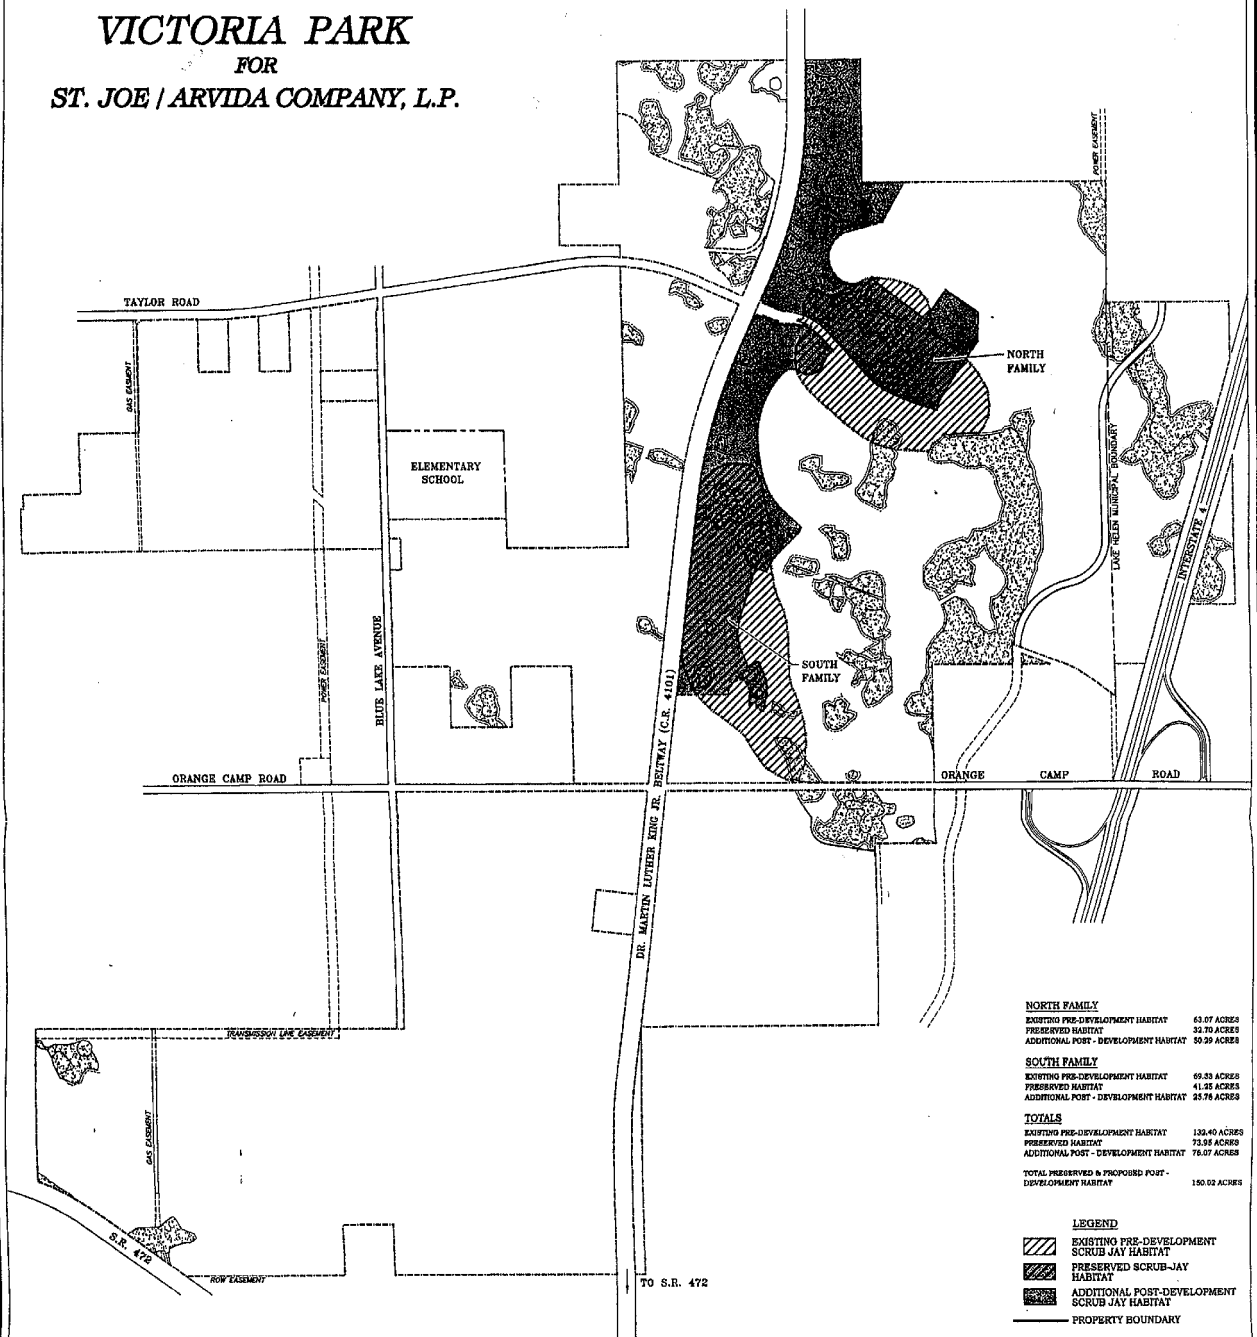 VICTORIA PARK
FOR
ST. JOE / ARVIDA COMPANY, L.P.
POWER EASEMENT
TAYLOR ROAD
GAS EASEMENT
NORTH
FAMILY
ELEMENTARY
SCHOOL
LAKE HELEN MUNICIPAL BOUNDARY
INTERSTATE 4
POWER EASEMENT
BLUE LAKE AVENUE
SOUTH
FAMILY
DR. MARTIN LUTHER KING JR. BELTWAY (C.R. 4101)
ORANGE CAMP ROAD
ORANGE CAMP ROAD
TRANSMISSION LINE EASEMENT
GAS EASEMENT
S.R. 472
ROW EASEMENT
TO S.R. 472
NORTH FAMILY
EXISTING PRE-DEVELOPMENT HABITAT 63.07 ACRES
PRESERVED HABITAT 32.70 ACRES
ADDITIONAL POST - DEVELOPMENT HABITAT 50.29 ACRES
SOUTH FAMILY
EXISTING PRE-DEVELOPMENT HABITAT 69.33 ACRES
PRESERVED HABITAT 41.25 ACRES
ADDITIONAL POST - DEVELOPMENT HABITAT 25.78 ACRES
TOTALS
EXISTING PRE-DEVELOPMENT HABITAT 132.40 ACRES
PRESERVED HABITAT 73.95 ACRES
ADDITIONAL POST - DEVELOPMENT HABITAT 76.07 ACRES
TOTAL PRESERVED & PROPOSED POST -
DEVELOPMENT HABITAT 150.02 ACRES
LEGEND
EXISTING PRE-DEVELOPMENT
SCRUB JAY HABITAT
PRESERVED SCRUB-JAY
HABITAT
ADDITIONAL POST-DEVELOPMENT
SCRUB JAY HABITAT
PROPERTY BOUNDARY